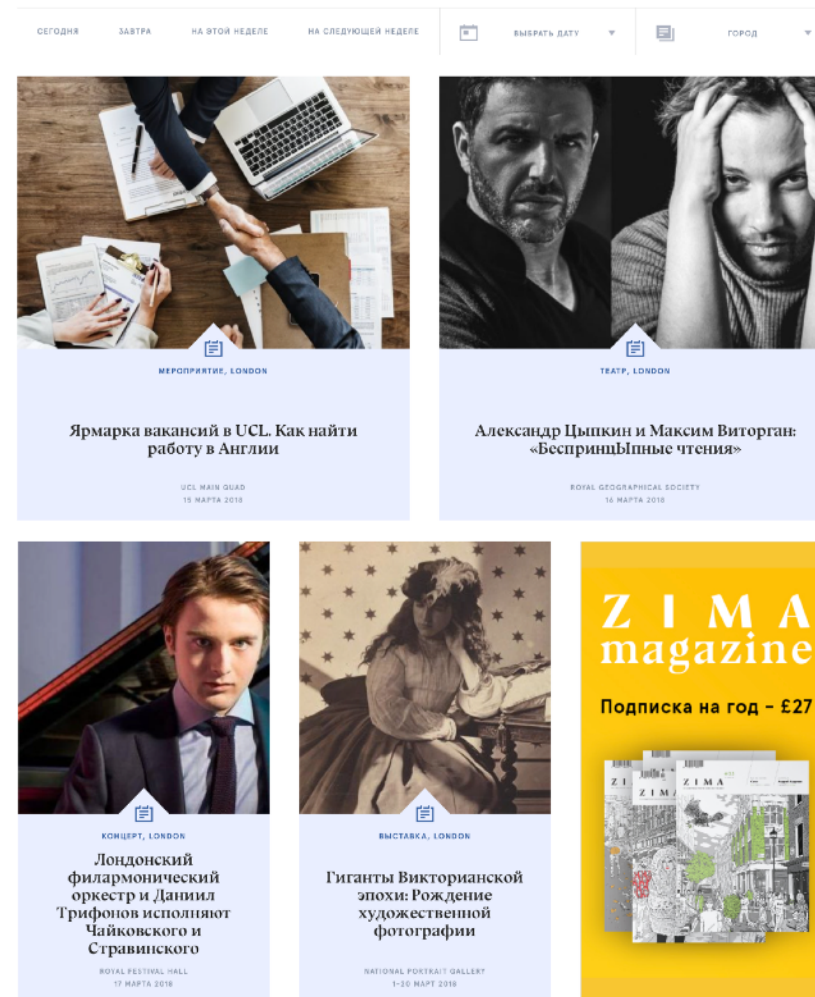 СЕГОДНЯ
ЗАВТРА
НА ЭТОЙ НЕДЕЛЕ
НА СЛЕДУЮЩЕЙ НЕДЕЛЕ
ВЫБРАТЬ ДАТУ
ГОРОД
МЕРОПРИЯТИЕ, LONDON
Ярмарка вакансий в UCL. Как найти
работу в Англии
UCL MAIN QUAD
15 МАРТА 2018
ТЕАТР, LONDON
Александр Цыпкин и Максим Виторган:
«БеспринцЫпные чтения»
ROYAL GEOGRAPHICAL SOCIETY
16 МАРТА 2018
КОНЦЕРТ, LONDON
Лондонский
филармонический
оркестр и Даниил
Трифонов исполняют
Чайковского и
Стравинского
ROYAL FESTIVAL HALL
17 МАРТА 2018
ВЫСТАВКА, LONDON
Гиганты Викторианской
эпохи: Рождение
художественной
фотографии
NATIONAL PORTRAIT GALLERY
1-20 МАРТ 2018
ZIMA
magazine
Подписка на год – £27
ZI
ZIM
ZIMA